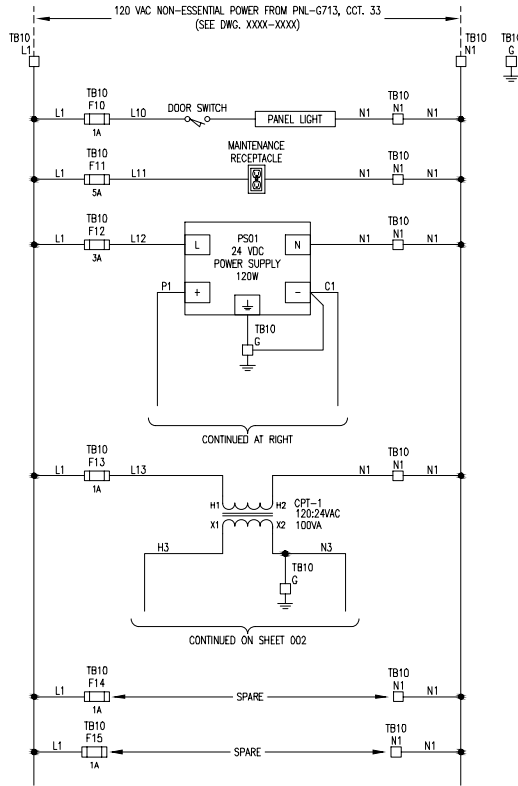 120 VAC NON-ESSENTIAL POWER FROM PNL-G713, CCT. 33
(SEE DWG. XXXX-XXXX)
TB10
L1
TB10
N1
G
TB10
F10
L1
1A
L10
DOOR SWITCH
PANEL LIGHT
N1
TB10
N1
N1
TB10
F11
L1
5A
L11
MAINTENANCE
RECEPTACLE
N1
TB10
N1
N1
TB10
F12
L1
3A
L12
L
PS01
24 VDC
POWER SUPPLY
120W
N
N1
TB10
N1
N1
P1
+
-
C1
TB10
G
CONTINUED AT RIGHT
TB10
F13
L1
1A
L13
N1
TB10
N1
N1
H1
H2
X1
X2
CPT-1
120:24VAC
100VA
H3
N3
TB10
G
CONTINUED ON SHEET 002
TB10
F14
L1
1A
SPARE
TB10
N1
N1
TB10
F15
L1
1A
SPARE
TB10
N1
N1